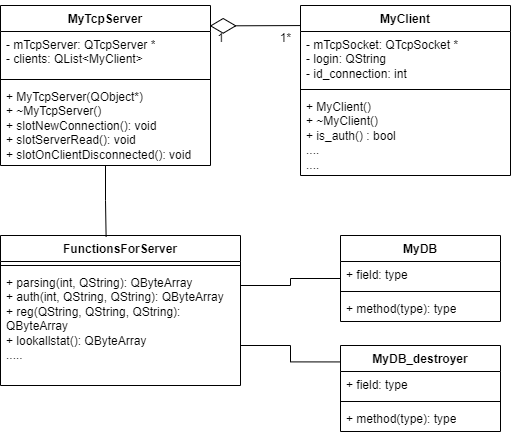 MyTcpServer
- mTcpServer: QTcpServer *
- clients: QList<MyClient>
+ MyTcpServer(QObject*)
+ ~MyTcpServer()
+ slotNewConnection(): void
+ slotServerRead(): void
+ slotOnClientDisconnected(): void
1
1*
MyClient
- mTcpSocket: QTcpSocket *
- login: QString
- id_connection: int
+ MyClient()
+ ~MyClient()
+ is_auth() : bool
....
....
FunctionsForServer
+ parsing(int, QString): QByteArray
+ auth(int, QString, QString): QByteArray
+ reg(QString, QString, QString):
QByteArray
+ lookallstat(): QByteArray
.....
MyDB
+ field: type
+ method(type): type
MyDB_destroyer
+ field: type
+ method(type): type